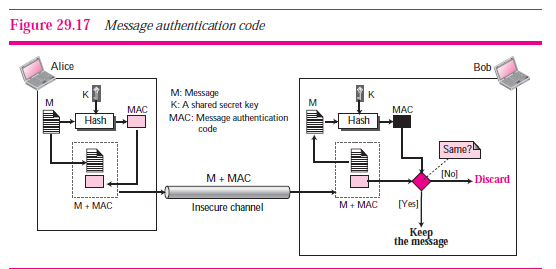 Figure 29.17 Message authentication code
Alice
M
K
Hash
MAC
M + MAC
M: Message
K: A shared secret key
MAC: Message authentication
code
M + MAC
Insecure channel
Bob
M
K
Hash
MAC
M + MAC
Same?
[No]
Discard
[Yes]
Keep
the message